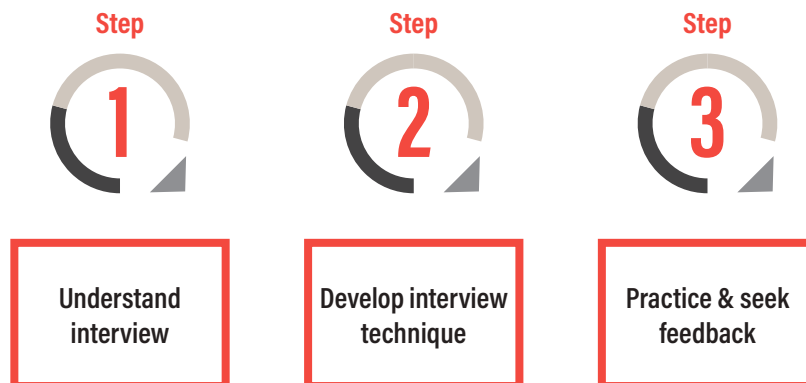 Step
1
Understand
interview
Step
2
Develop interview
technique
Step
3
Practice & seek
feedback